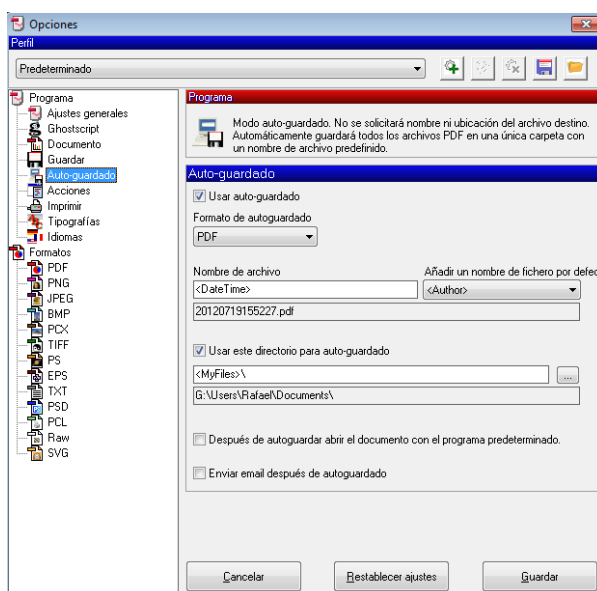 Opciones
Perfil
Predeterminado
Programa
Ajustes generales
Ghostscript
Documento
Guardar
Auto-guardado
Acciones
Imprimir
Tipografías
Idiomas
Formatos
PDF
PNG
JPEG
BMP
PCX
TIFF
PS
EPS
TXT
PSD
PCL
Raw
SVG
Programa
Modo auto-guardado. No se solicitará nombre ni ubicación del archivo destino.
Automáticamente guardará todos los archivos PDF en una única carpeta con
un nombre de archivo predefinido.
Auto-guardado
Usar auto-guardado
Formato de autoguardado
PDF
Nombre de archivo
Añadir un nombre de fichero por defec
<DateTime>
<Author>
20120719155227.pdf
Usar este directorio para auto-guardado
<MyFiles>\
...
G:\Users\Rafael\Documents\
Después de autoguardar abrir el documento con el programa predeterminado.
Enviar email después de autoguardado
Cancelar
Restablecer ajustes
Guardar